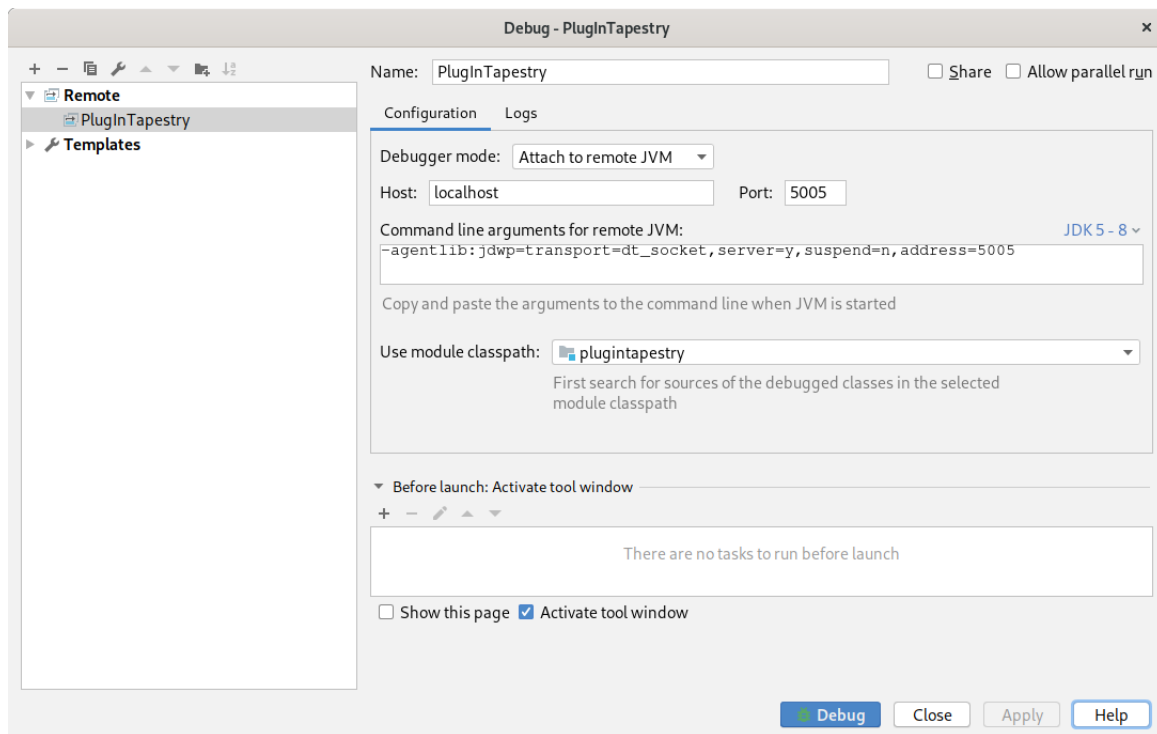 Debug - PlugInTapestry
Remote
PlugInTapestry
Templates
Name: PlugInTapestry Share Allow parallel run
Configuration Logs
Debugger mode: Attach to remote JVM
Host: localhost Port: 5005
Command line arguments for remote JVM: JDK 5 - 8
-agentlib:jdwp=transport=dt_socket,server=y,suspend=n,address=5005
Copy and paste the arguments to the command line when JVM is started
Use module classpath: plugintapestry
First search for sources of the debugged classes in the selected
module classpath
Before launch: Activate tool window
There are no tasks to run before launch
Show this page Activate tool window
Debug Close Apply Help